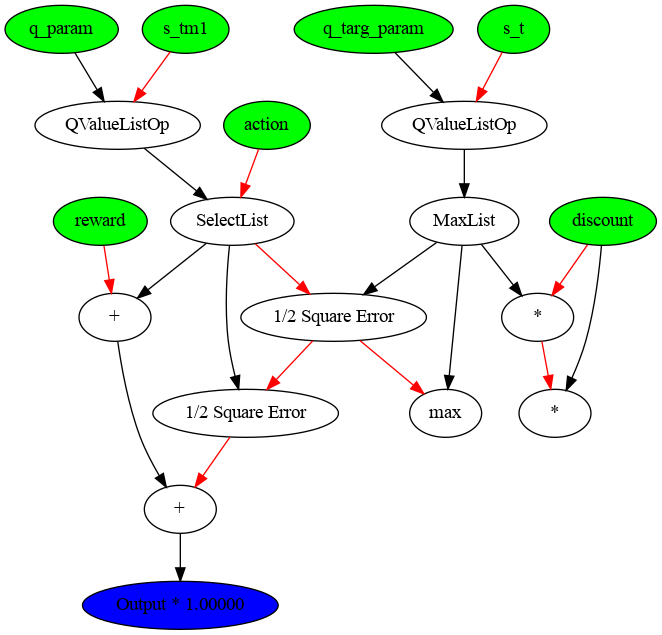 q_param
s_tm1
q_targ_param
s_t
QValueListOp
action
QValueListOp
reward
SelectList
MaxList
discount
+
1/2 Square Error
*
1/2 Square Error
max
*
+
Output * 1.00000